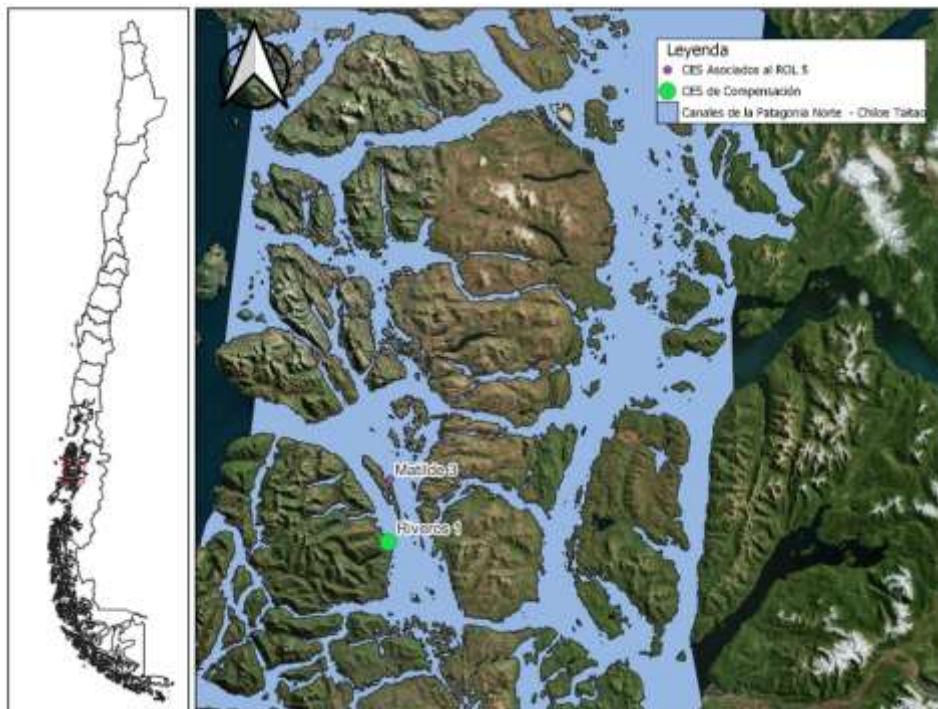 Leyenda
CES Asociados al ROL 5
CES de Compensación
Canales de la Patagonia Norte - Chiloe Taitao
Matilde 3
Riveros 1